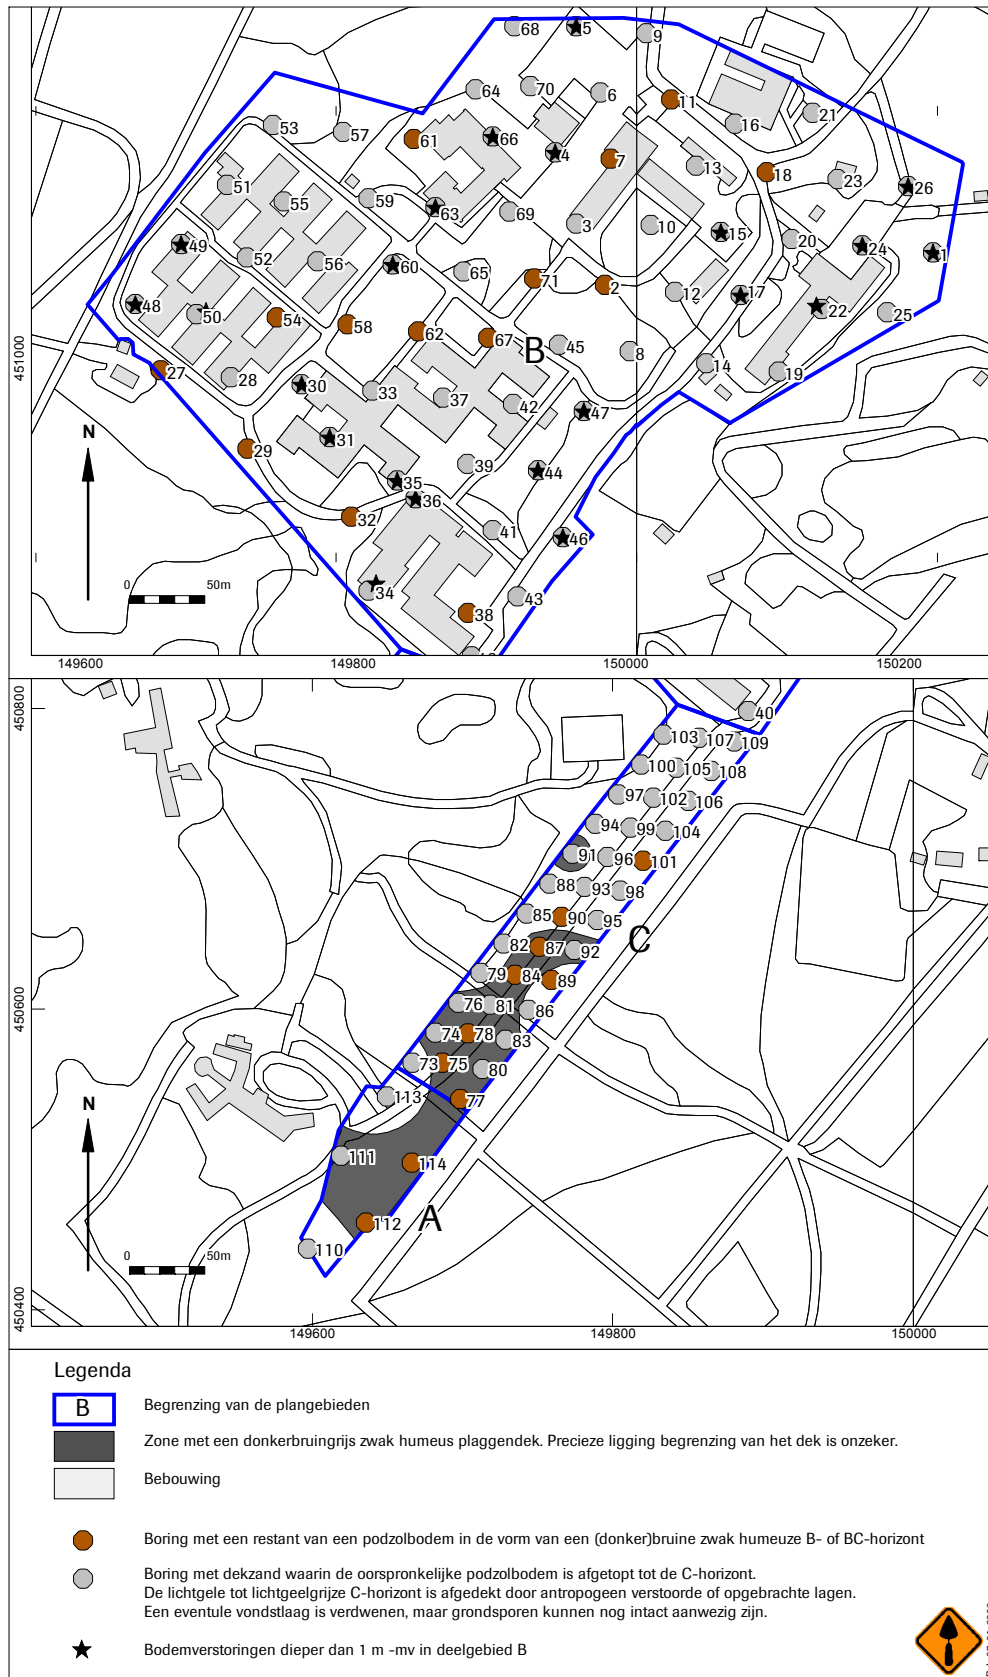 68
5
9
64
70
6
11
16
21
53
57
61
66
4
7
13
18
23
26
51
55
59
63
69
3
10
15
20
24
1
49
52
56
60
65
71
2
12
17
22
25
48
50
54
58
62
67
B
45
8
14
19
27
28
30
33
37
42
47
29
31
35
36
39
44
32
41
46
34
38
43
N
0 50m
451000
149600 149800 150000 150200
450800
40
103 107 109
100 105 108
97 102 106
94 99 104
91 96 101
88 93 98
85 90 95
82 87 92
C
79 84 89
76 81 86
74 78 83
73 75 80
113 77
111 114
112 A
110
N
0 50m
450600
450400
149600 149800 150000
Legenda
B Begrenzing van de plangebieden
Zone met een donkerbruingrijs zwak humeus plaggendek. Precieze ligging begrenzing van het dek is onzeker.
Bebouwing
Boring met een restant van een podzolbodem in de vorm van een (donker)bruine zwak humeuze B- of BC-horizont
Boring met dekzand waarin de oorspronkelijke podzolbodem is afgetopt tot de C-horizont.
De lichtgele tot lichtgeelgrijze C-horizont is afgedekt door antropogeen verstoorde of opgebrachte lagen.
Een eventule vondstlaag is verdwenen, maar grondsporen kunnen nog intact aanwezig zijn.
Bodemverstoringen dieper dan 1 m -mv in deelgebied B